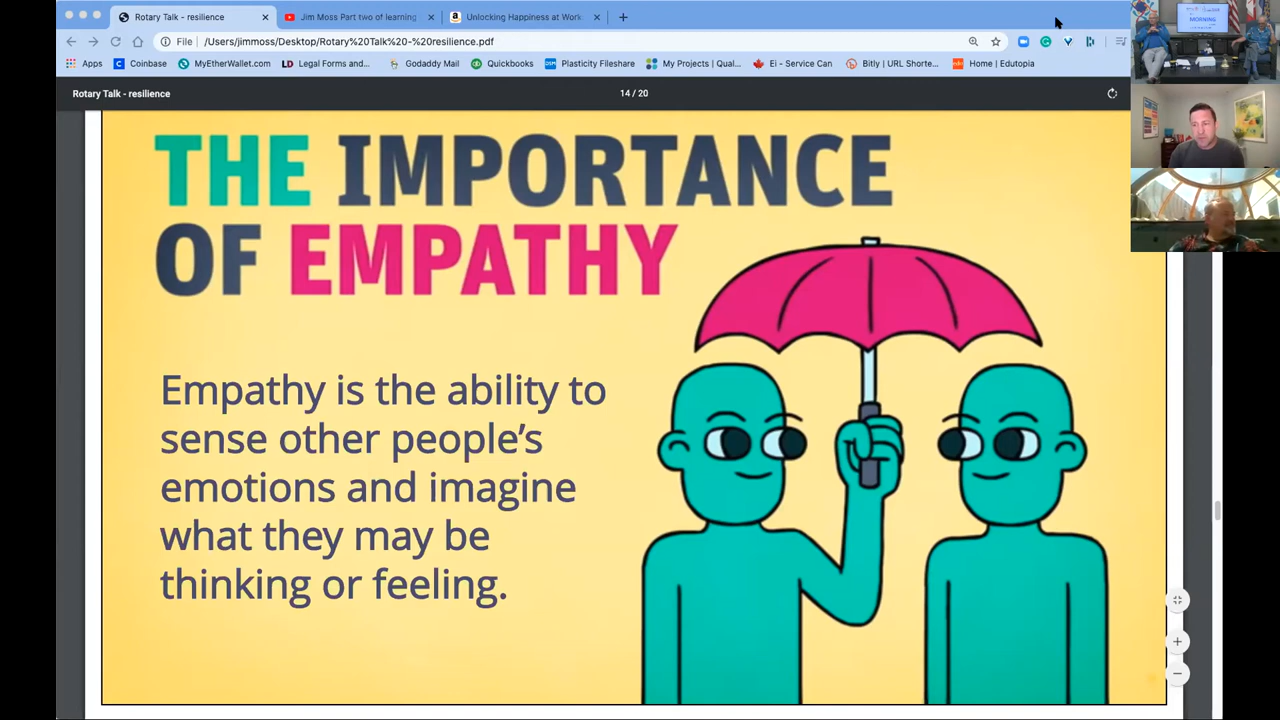 Rotary Talk - resilience
Jim Moss Part two of learning
Unlocking Happiness at Work
File /Users/jimmoss/Desktop/Rotary%20Talk%20-%20resilience.pdf
Apps Coinbase MyEtherWallet.com Legal Forms and... Godaddy Mail Quickbooks Plasticity Fileshare My Projects | Qual... Ei - Service Can Bitly | URL Shorte... Home | Edutopia
Rotary Talk - resilience 14 / 20
MORNING
THE IMPORTANCE
OF EMPATHY
Empathy is the ability to
sense other people’s
emotions and imagine
what they may be
thinking or feeling.